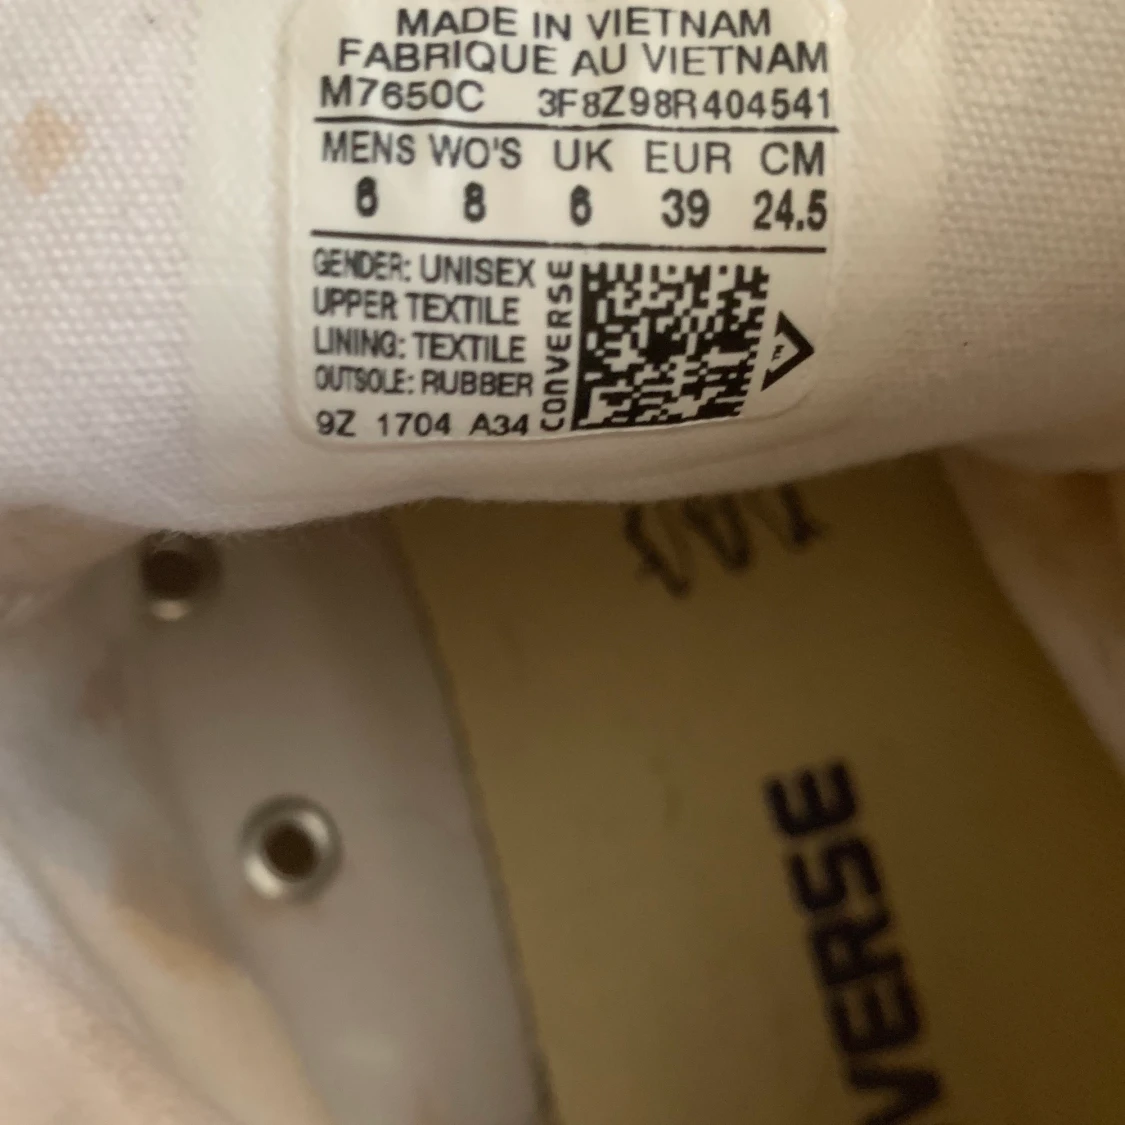 MADE IN VIETNAM
FABRIQUE AU VIETNAM
M7650C 3F8Z98R404541
MENS WO'S UK EUR CM
6 8 6 39 24.5
GENDER: UNISEX
UPPER TEXTILE
LINING: TEXTILE
OUTSOLE: RUBBER
9Z 1704 A34
CONVERSE
VERSE